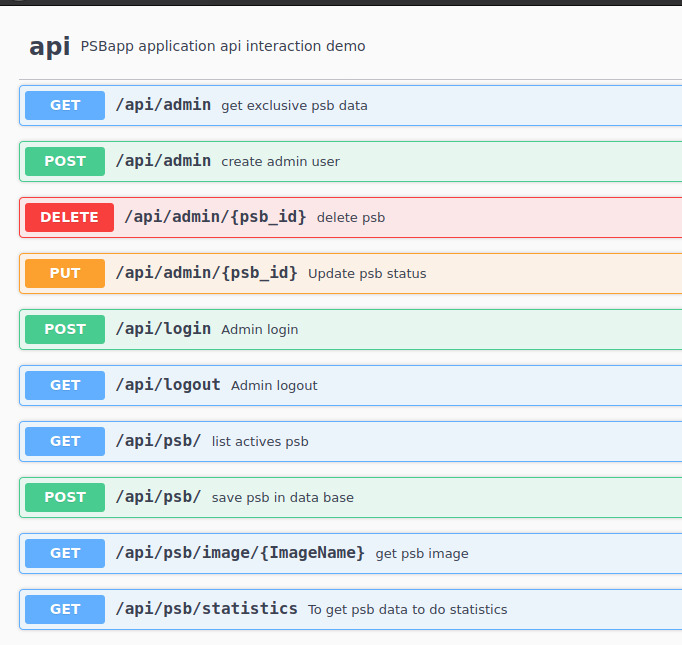 api PSBapp application api interaction demo
GET /api/admin get exclusive psb data
POST /api/admin create admin user
DELETE /api/admin/{psb_id} delete psb
PUT /api/admin/{psb_id} Update psb status
POST /api/login Admin login
GET /api/logout Admin logout
GET /api/psb/ list actives psb
POST /api/psb/ save psb in data base
GET /api/psb/image/{ImageName} get psb image
GET /api/psb/statistics To get psb data to do statistics